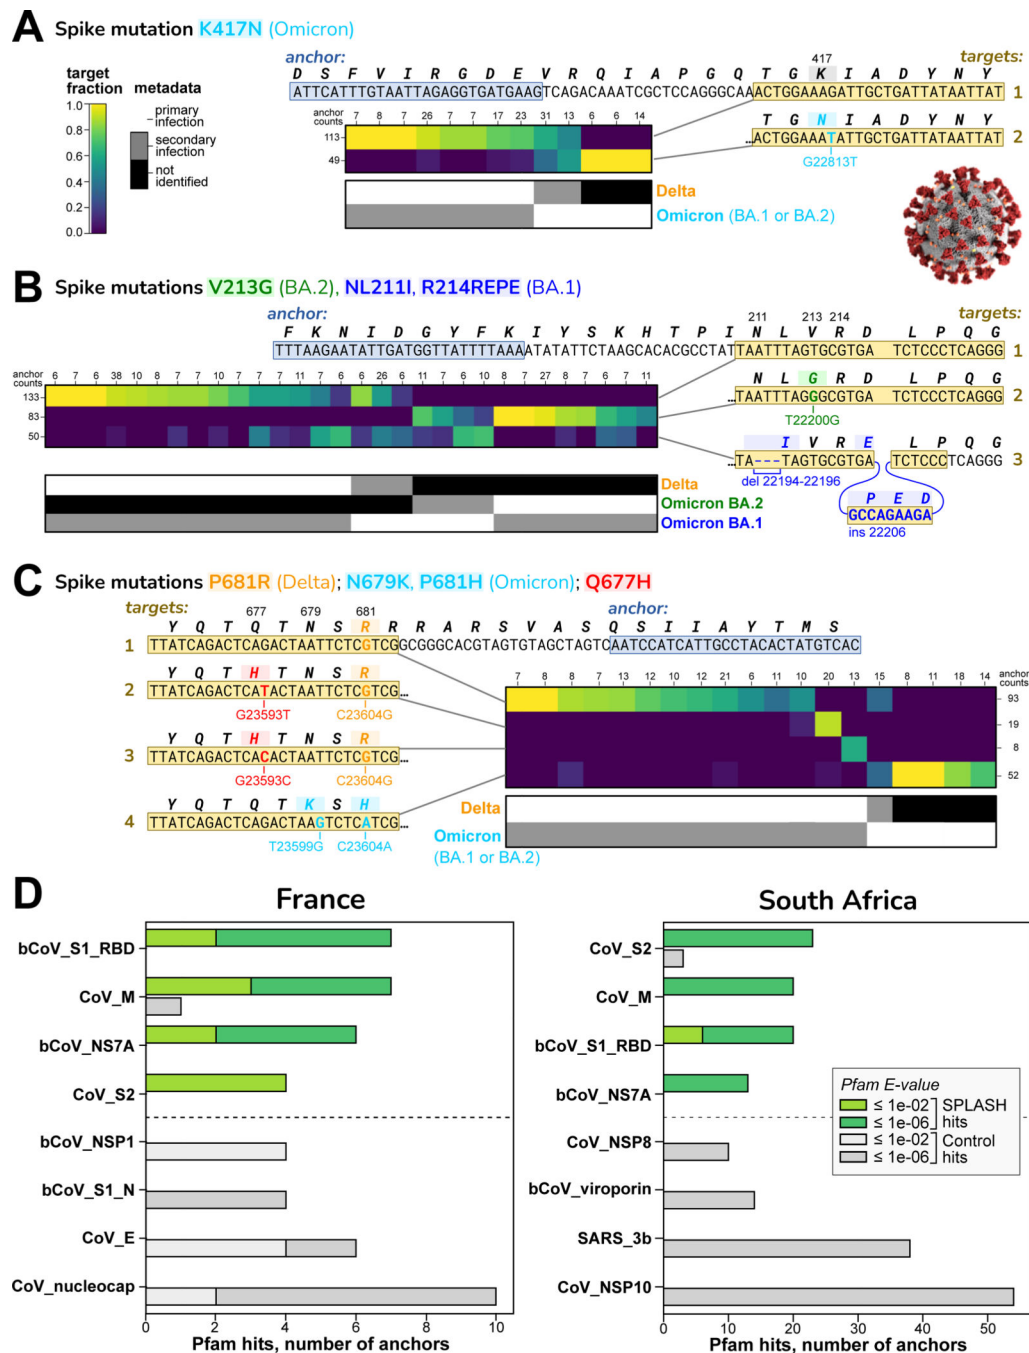 A Spike mutation K417N (Omicron)
target fraction
metadata
1.0
0.8
0.6
0.4
0.2
0.0
primary infection
secondary infection
not identified
anchor:
417
targets:
D S F V I R G D E V R Q I A P G Q T G K I A D Y N Y
ATTCATTTGTAATTAGAGGTGATGAAGTCAGACAAATCGCTCCAGGGCAAACTGGAAAGATTGCTGATTATAATTAT 1
anchor counts
7 8 7 26 7 7 17 23 31 13 6 6 14
113
49
T G N I A D Y N Y
...ACTGGAAATATTGCTGATTATAATTAT 2
G22813T
Delta
Omicron (BA.1 or BA.2)
B Spike mutations V213G (BA.2), NL211I, R214REPE (BA.1)
anchor:
211 213 214
targets:
F K N I D G Y F K I Y S K H T P I N L V R D L P Q G
TTTAAGAATATTGATGGTTATTTTAAAATATATTCTAAGCACACGCCTATTAATTTAGTGCGTGA TCTCCCTCAGGG 1
anchor counts
6 7 6 38 10 8 7 7 10 7 7 7 6 26 6 11 7 6 8 8 27 8 7 7 11
133
83
50
N L G R D L P Q G
...TAATTTAGGGCGTGA TCTCCCTCAGGG 2
T22200G
I V R E L P Q G
...TA---TAGTGCGTGA TCTCCCTCAGGG 3
del 22194-22196
P E D
GCCAGAAGA
ins 22206
Delta
Omicron BA.2
Omicron BA.1
C Spike mutations P681R (Delta); N679K, P681H (Omicron); Q677H
targets:
677 679 681
anchor:
Y Q T Q T N S R R R A R S V A S Q S I I A Y T M S
1 TTATCAGACTCAGACTAATTCTCGTCGGCGGGCACGTAGTGTAGCTAGTCAATCCATCATTGCCTACACTATGTCAC
Y Q T H T N S R
2 TTATCAGACTCATACTAATTCTCGTCG...
G23593T C23604G
Y Q T H T N S R
3 TTATCAGACTCACACTAATTCTCGTCG...
G23593C C23604G
Y Q T Q T K S H
4 TTATCAGACTCAGACTAAGTCTCATCG...
T23599G C23604A
7 8 8 7 13 12 12 21 6 11 10 20 13 15 8 11 18 14
anchor counts
93
19
8
52
Delta
Omicron
(BA.1 or BA.2)
D
France
bCoV_S1_RBD
CoV_M
bCoV_NS7A
CoV_S2
bCoV_NSP1
bCoV_S1_N
CoV_E
CoV_nucleocap
0 2 4 6 8 10
Pfam hits, number of anchors
South Africa
CoV_S2
CoV_M
bCoV_S1_RBD
bCoV_NS7A
CoV_NSP8
bCoV_viroporin
SARS_3b
CoV_NSP10
0 10 20 30 40 50
Pfam hits, number of anchors
Pfam E-value
≤ 1e-02
≤ 1e-06
SPLASH hits
≤ 1e-02
≤ 1e-06
Control hits